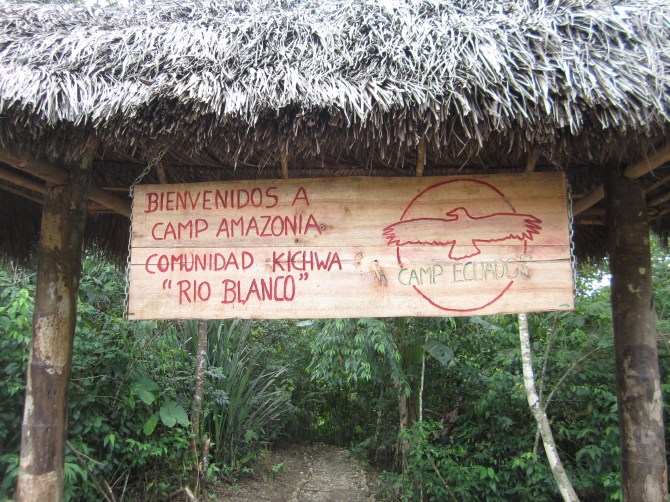 BIENVENIDOS A
CAMP AMAZONIA
COMUNIDAD KICHWA
"RIO BLANCO"
CAMP ECUADOR